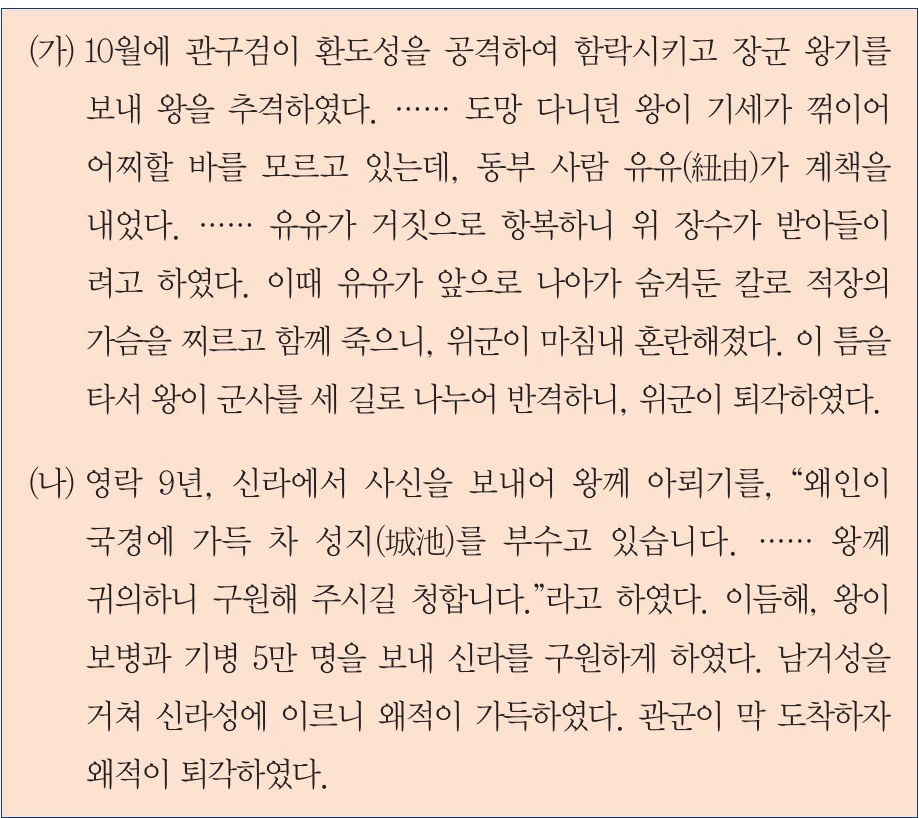 (가) 10월에 관구검이 환도성을 공격하여 함락시키고 장군 왕기를
보내 왕을 추격하였다. …… 도망 다니던 왕이 기세가 꺾이어
어찌할 바를 모르고 있는데, 동부 사람 유유(紐由)가 계책을
내었다. …… 유유가 거짓으로 항복하니 위 장수가 받아들이
려고 하였다. 이때 유유가 앞으로 나아가 숨겨둔 칼로 적장의
가슴을 찌르고 함께 죽으니, 위군이 마침내 혼란해졌다. 이 틈을
타서 왕이 군사를 세 길로 나누어 반격하니, 위군이 퇴각하였다.
(나) 영락 9년, 신라에서 사신을 보내어 왕께 아뢰기를, “왜인이
국경에 가득 차 성지(城池)를 부수고 있습니다. …… 왕께
귀의하니 구원해 주시길 청합니다.”라고 하였다. 이듬해, 왕이
보병과 기병 5만 명을 보내 신라를 구원하게 하였다. 남거성을
거쳐 신라성에 이르니 왜적이 가득하였다. 관군이 막 도착하자
왜적이 퇴각하였다.